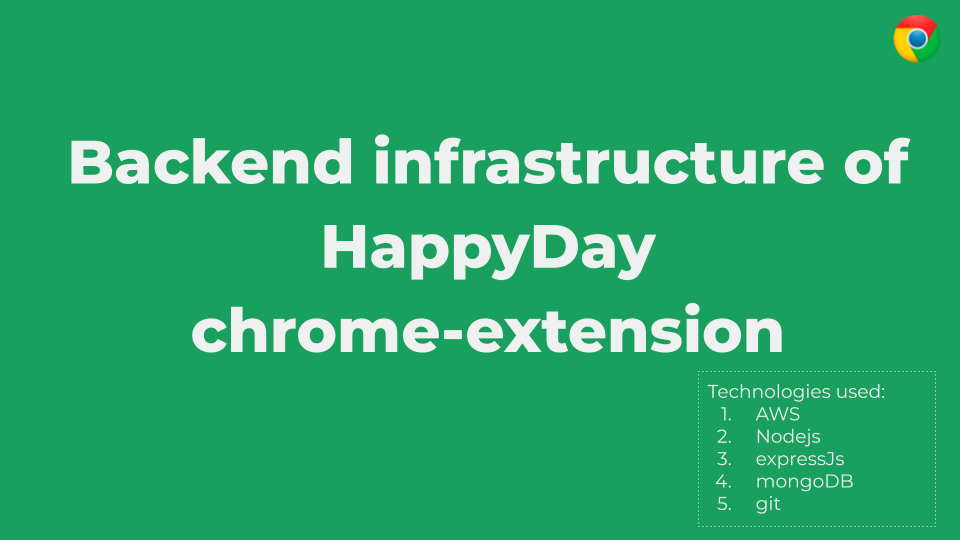 Backend infrastructure of
HappyDay
chrome-extension
Technologies used:
1. AWS
2. Nodejs
3. expressJs
4. mongoDB
5. git